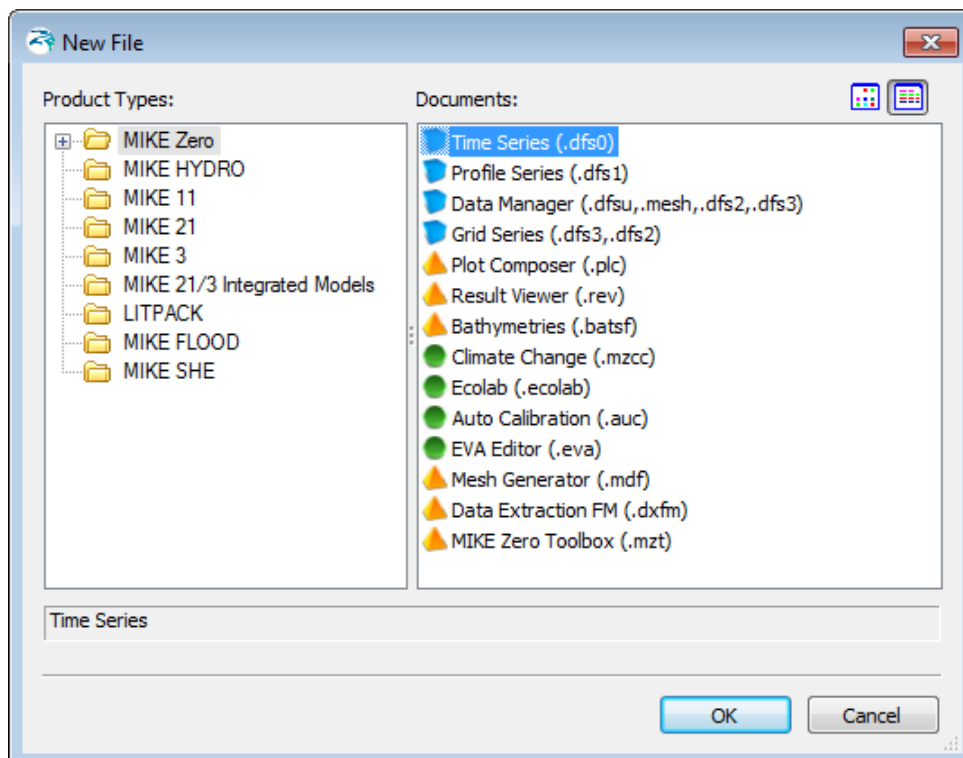 New File
Product Types:
Documents:
MIKE Zero
MIKE HYDRO
MIKE 11
MIKE 21
MIKE 3
MIKE 21/3 Integrated Models
LITPACK
MIKE FLOOD
MIKE SHE
Time Series (.dfs0)
Profile Series (.dfs1)
Data Manager (.dfsu,.mesh,.dfs2,.dfs3)
Grid Series (.dfs3,.dfs2)
Plot Composer (.plc)
Result Viewer (.rev)
Bathymetries (.batsf)
Climate Change (.mzcc)
Ecolab (.ecolab)
Auto Calibration (.auc)
EVA Editor (.eva)
Mesh Generator (.mdf)
Data Extraction FM (.dxfm)
MIKE Zero Toolbox (.mzt)
Time Series
OK
Cancel